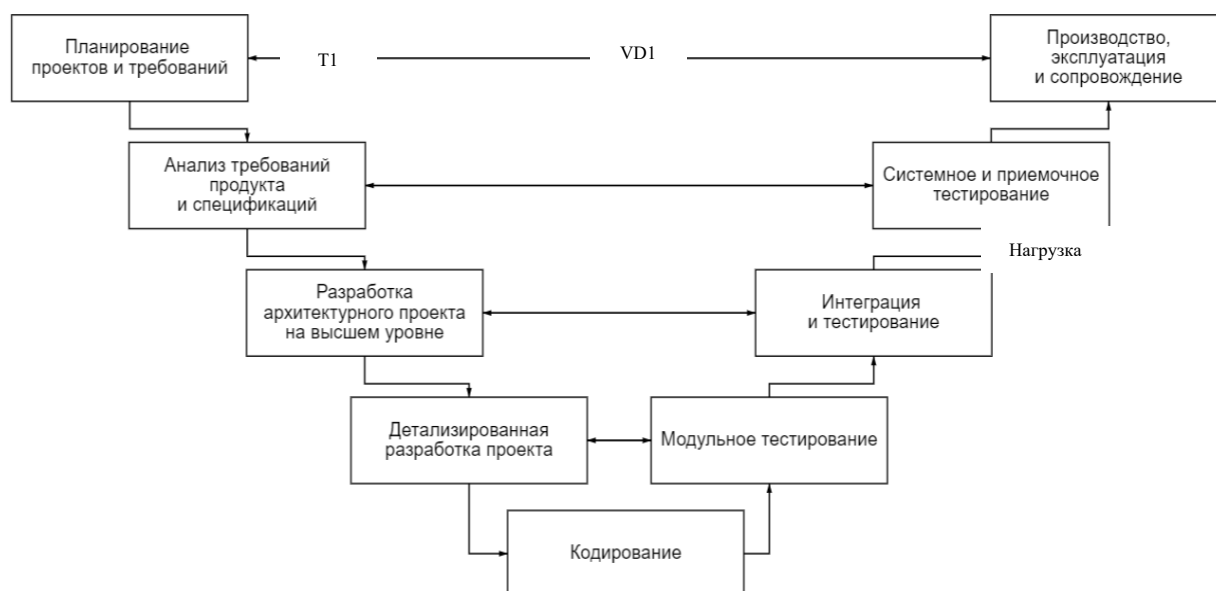 Планирование
проектов и требований
T1
VD1
Производство,
эксплуатация
и сопровождение
Анализ требований
продукта
и спецификаций
Системное и приемочное
тестирование
Нагрузка
Разработка
архитектурного проекта
на высшем уровне
Интеграция
и тестирование
Детализированная
разработка проекта
Модульное тестирование
Кодирование